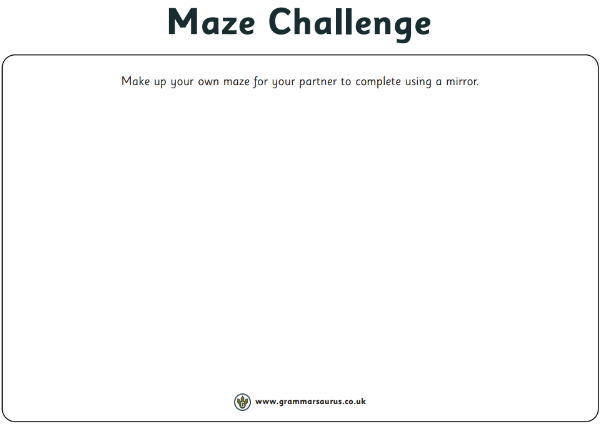 Maze Challenge
Make up your own maze for your partner to complete using a mirror.
www.grammarsaurus.co.uk